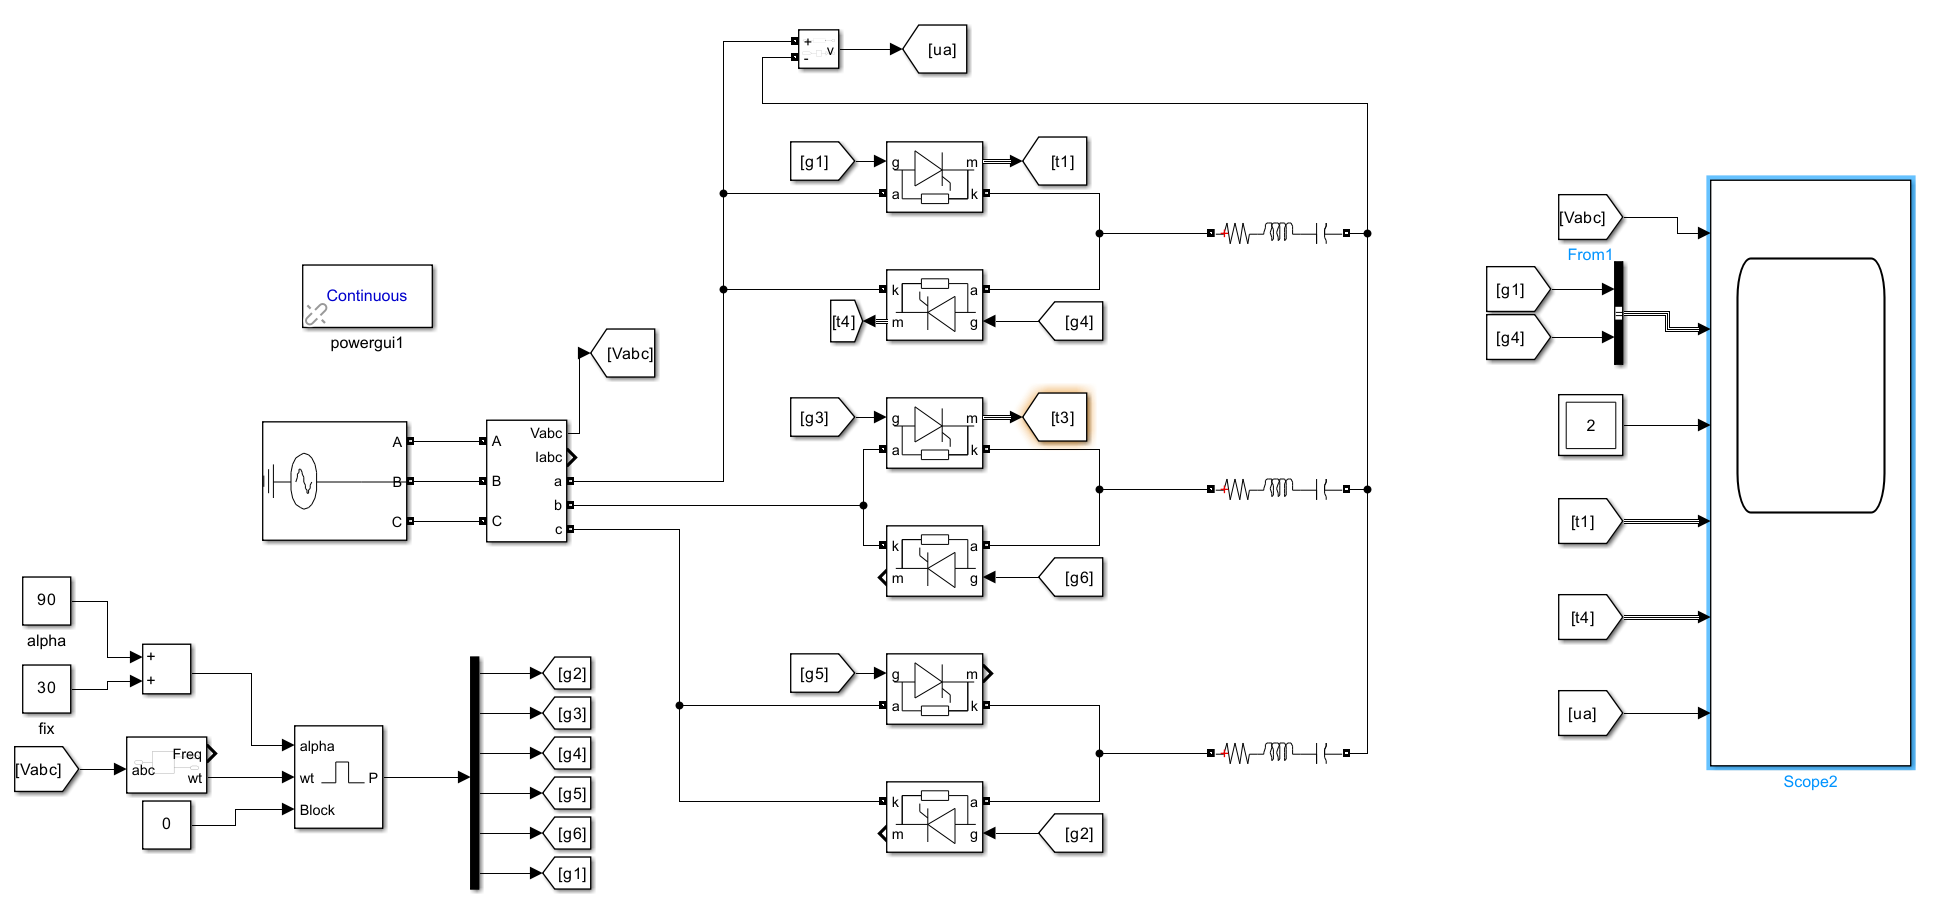 +
-
v
[ua]
[g1]
g
m
a
k
[t1]
k
a
m
g
[t4]
[g4]
Continuous
powergui1
[Vabc]
[g3]
g
m
a
k
[t3]
k
a
m
g
[g6]
A
B
C
A
B
C
Vabc
Iabc
a
b
c
[g5]
g
m
a
k
k
a
m
g
[g2]
90
alpha
30
fix
+
+
[Vabc]
abc
Freq
wt
0
alpha
wt
Block
P
[g2]
[g3]
[g4]
[g5]
[g6]
[g1]
[Vabc]
From1
[g1]
[g4]
2
[t1]
[t4]
[ua]
Scope2